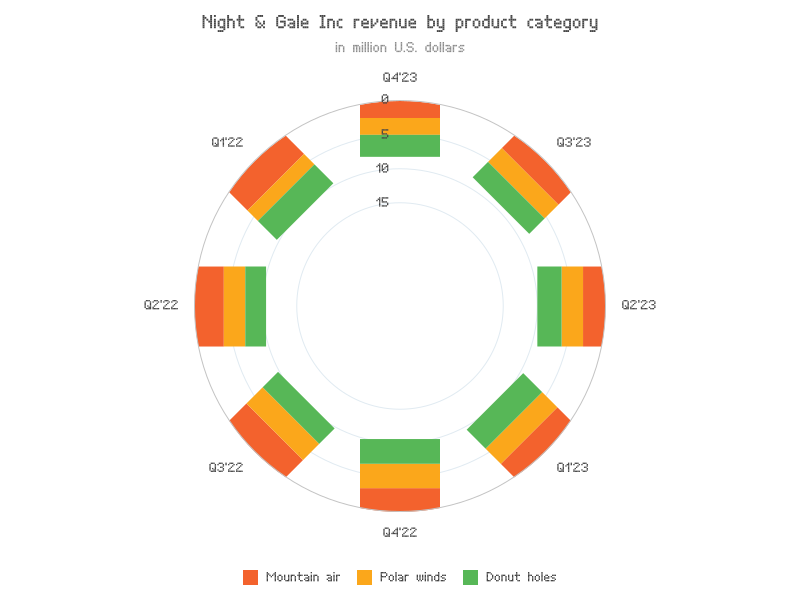 Night & Gale Inc revenue by product category
in million U.S. dollars
Q4'23
0
Q1'22
Q3'23
5
10
15
Q2'22
Q2'23
Q3'22
Q1'23
Q4'22
Mountain air
Polar winds
Donut holes